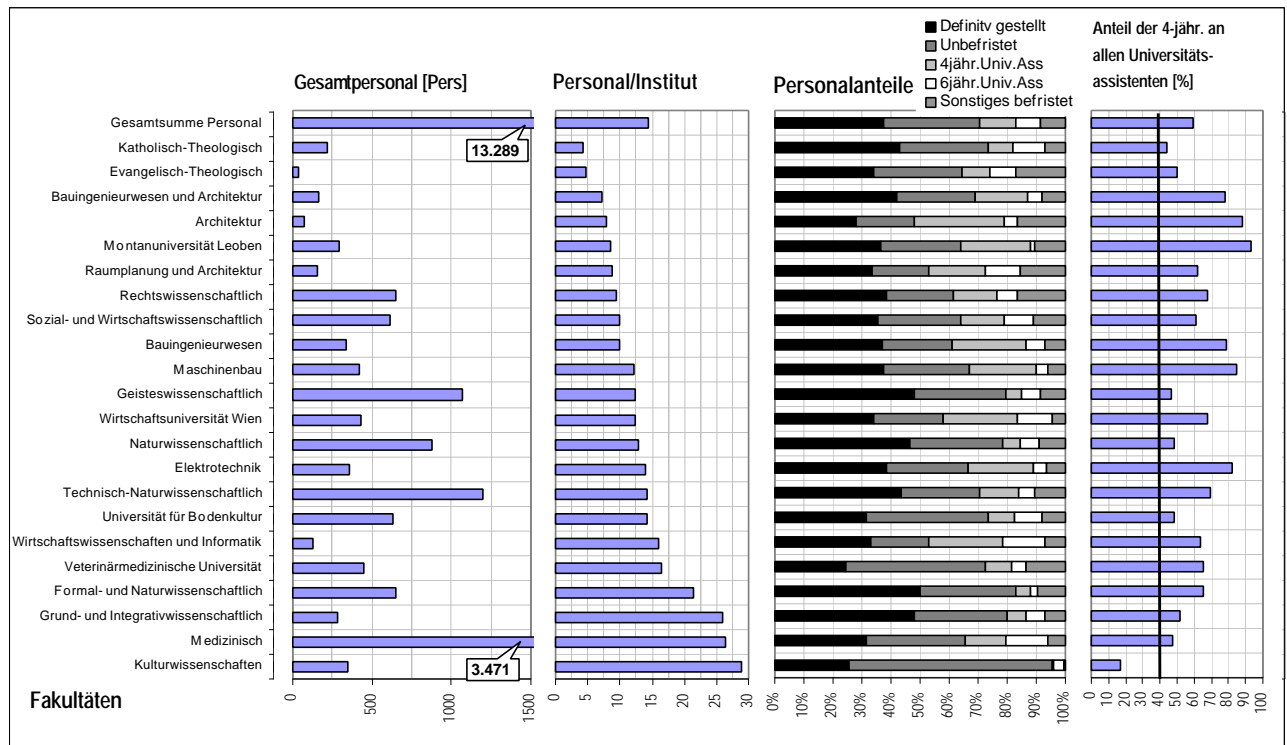 Definitv gestellt
Unbefristet
4jähr.Univ.Ass
6jähr.Univ.Ass
Sonstiges befristet
Anteil der 4-jähr. an
allen Universitäts-
assistenten [%]
Gesamtpersonal [Pers]
Personal/Institut
Personalanteile
Gesamtsumme Personal
13.289
Katholisch-Theologisch
Evangelisch-Theologisch
Bauingenieurwesen und Architektur
Architektur
Montanuniversität Leoben
Raumplanung und Architektur
Rechtswissenschaftlich
Sozial- und Wirtschaftswissenschaftlich
Bauingenieurwesen
Maschinenbau
Geisteswissenschaftlich
Wirtschaftsuniversität Wien
Naturwissenschaftlich
Elektrotechnik
Technisch-Naturwissenschaftlich
Universität für Bodenkultur
Wirtschaftswissenschaften und Informatik
Veterinärmedizinische Universität
Formal- und Naturwissenschaftlich
Grund- und Integrativwissenschaftlich
Medizinisch
3.471
Kulturwissenschaften
Fakultäten
0 500 1000 1500
0 5 10 15 20 25 30
0% 10% 20% 30% 40% 50% 60% 70% 80% 90% 100%
0 10 20 30 40 50 60 70 80 90 100